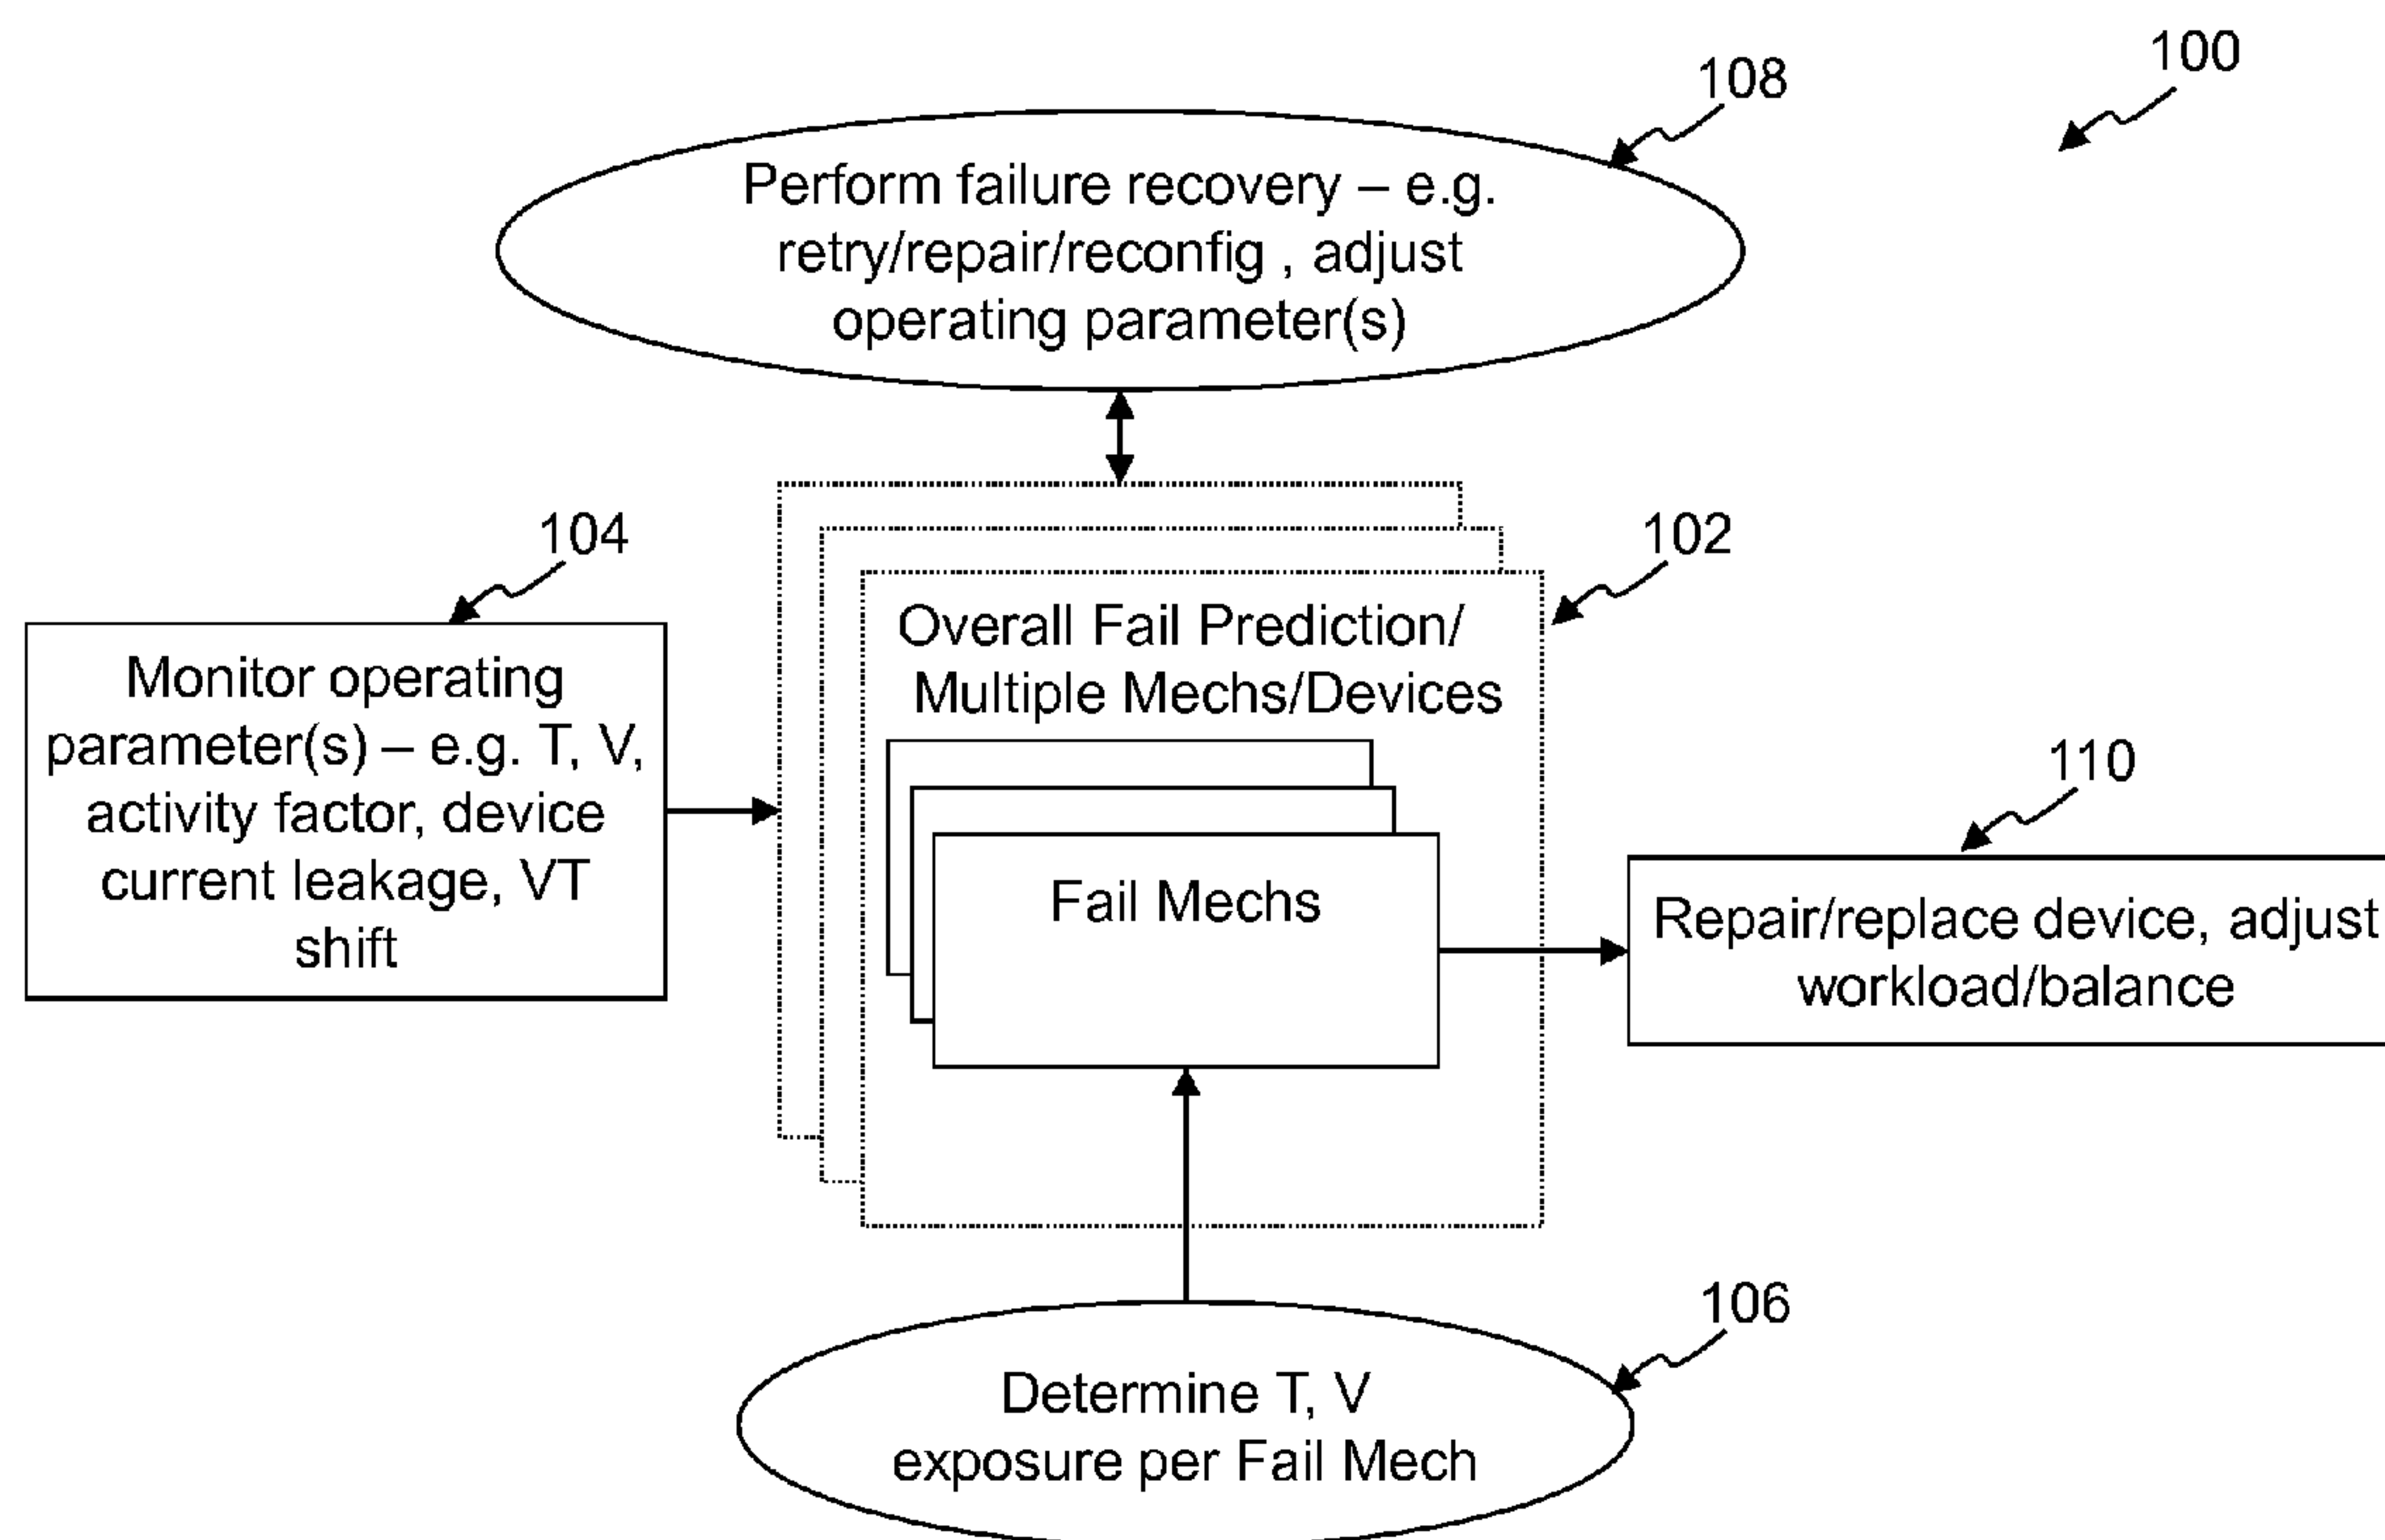 100
108
Perform failure recovery – e.g.
retry/repair/reconfig , adjust
operating parameter(s)
104
102
Monitor operating
parameter(s) – e.g. T, V,
activity factor, device
current leakage, VT
shift
Overall Fail Prediction/
Multiple Mechs/Devices
Fail Mechs
110
Repair/replace device, adjust
workload/balance
106
Determine T, V
exposure per Fail Mech